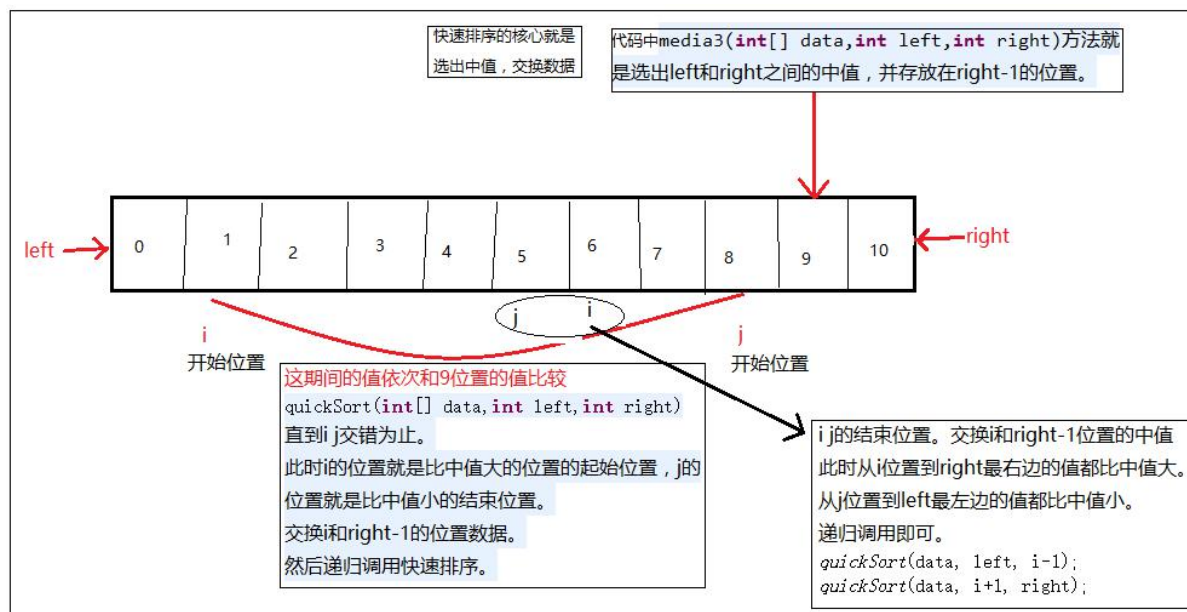 快速排序的核心就是
选出中值，交换数据
代码中media3(int[] data,int left,int right)方法就
是选出left和right之间的中值，并存放在right-1的位置。
left
0 1 2 3 4 5 6 7 8 9 10
right
j i
i
开始位置
j
开始位置
这期间的值依次和9位置的值比较
quickSort(int[] data,int left,int right)
直到i j交错为止。
此时i的位置就是比中值大的位置的起始位置，j的
位置就是比中值小的结束位置。
交换i和right-1的位置数据。
然后递归调用快速排序。
i j的结束位置。交换i和right-1位置的中值
此时从i位置到right最右边的值都比中值大。
从j位置到left最左边的值都比中值小。
递归调用即可。
quickSort(data, left, i-1);
quickSort(data, i+1, right);